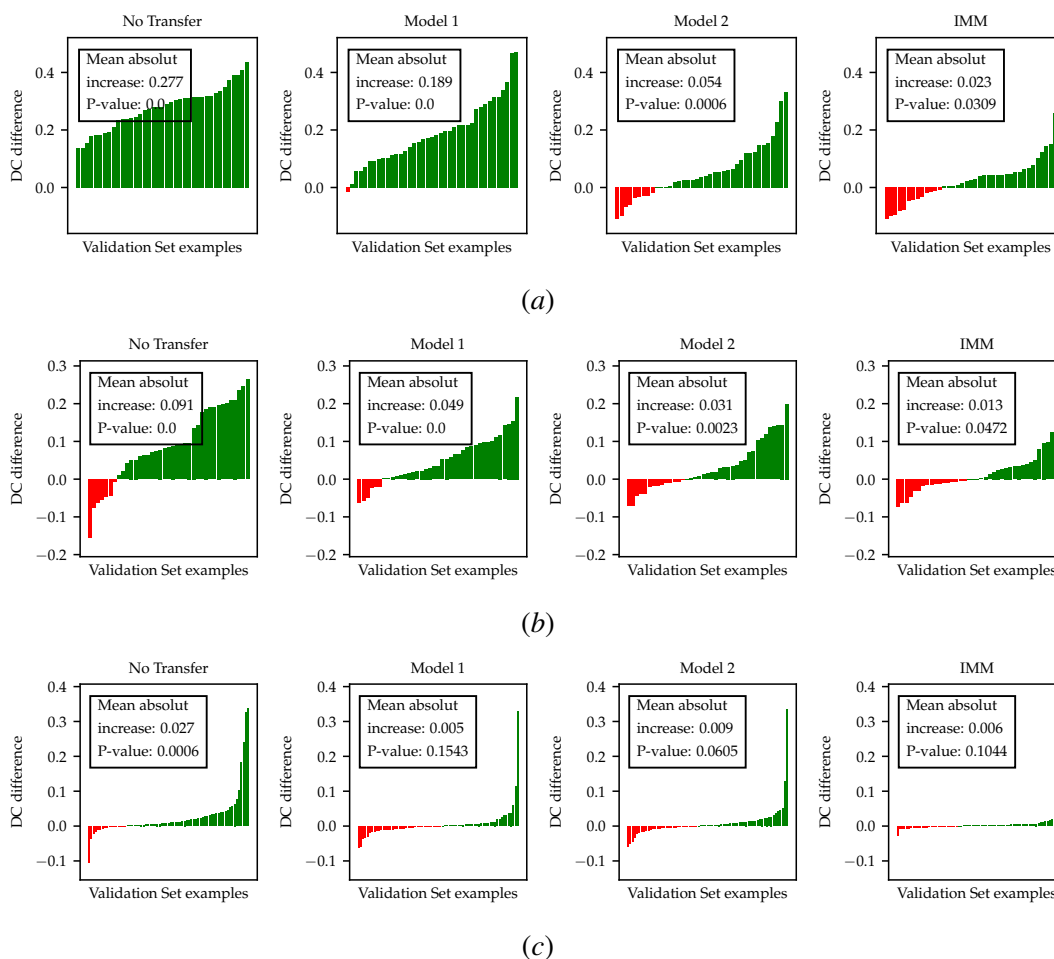 No Transfer
Model 1
Model 2
IMM
DC difference
0.4
0.2
0.0
Mean absolut
increase: 0.277
P-value: 0.0
Validation Set examples
DC difference
0.4
0.2
0.0
Mean absolut
increase: 0.189
P-value: 0.0
Validation Set examples
DC difference
0.4
0.2
0.0
Mean absolut
increase: 0.054
P-value: 0.0006
Validation Set examples
DC difference
0.4
0.2
0.0
Mean absolut
increase: 0.023
P-value: 0.0309
Validation Set examples
(a)
No Transfer
Model 1
Model 2
IMM
DC difference
0.3
0.2
0.1
0.0
−0.1
−0.2
Mean absolut
increase: 0.091
P-value: 0.0
Validation Set examples
DC difference
0.3
0.2
0.1
0.0
−0.1
−0.2
Mean absolut
increase: 0.049
P-value: 0.0
Validation Set examples
DC difference
0.3
0.2
0.1
0.0
−0.1
−0.2
Mean absolut
increase: 0.031
P-value: 0.0023
Validation Set examples
DC difference
0.3
0.2
0.1
0.0
−0.1
−0.2
Mean absolut
increase: 0.013
P-value: 0.0472
Validation Set examples
(b)
No Transfer
Model 1
Model 2
IMM
DC difference
0.4
0.3
0.2
0.1
0.0
−0.1
Mean absolut
increase: 0.027
P-value: 0.0006
Validation Set examples
DC difference
0.4
0.3
0.2
0.1
0.0
−0.1
Mean absolut
increase: 0.005
P-value: 0.1543
Validation Set examples
DC difference
0.4
0.3
0.2
0.1
0.0
−0.1
Mean absolut
increase: 0.009
P-value: 0.0605
Validation Set examples
DC difference
0.4
0.3
0.2
0.1
0.0
−0.1
Mean absolut
increase: 0.006
P-value: 0.1044
Validation Set examples
(c)